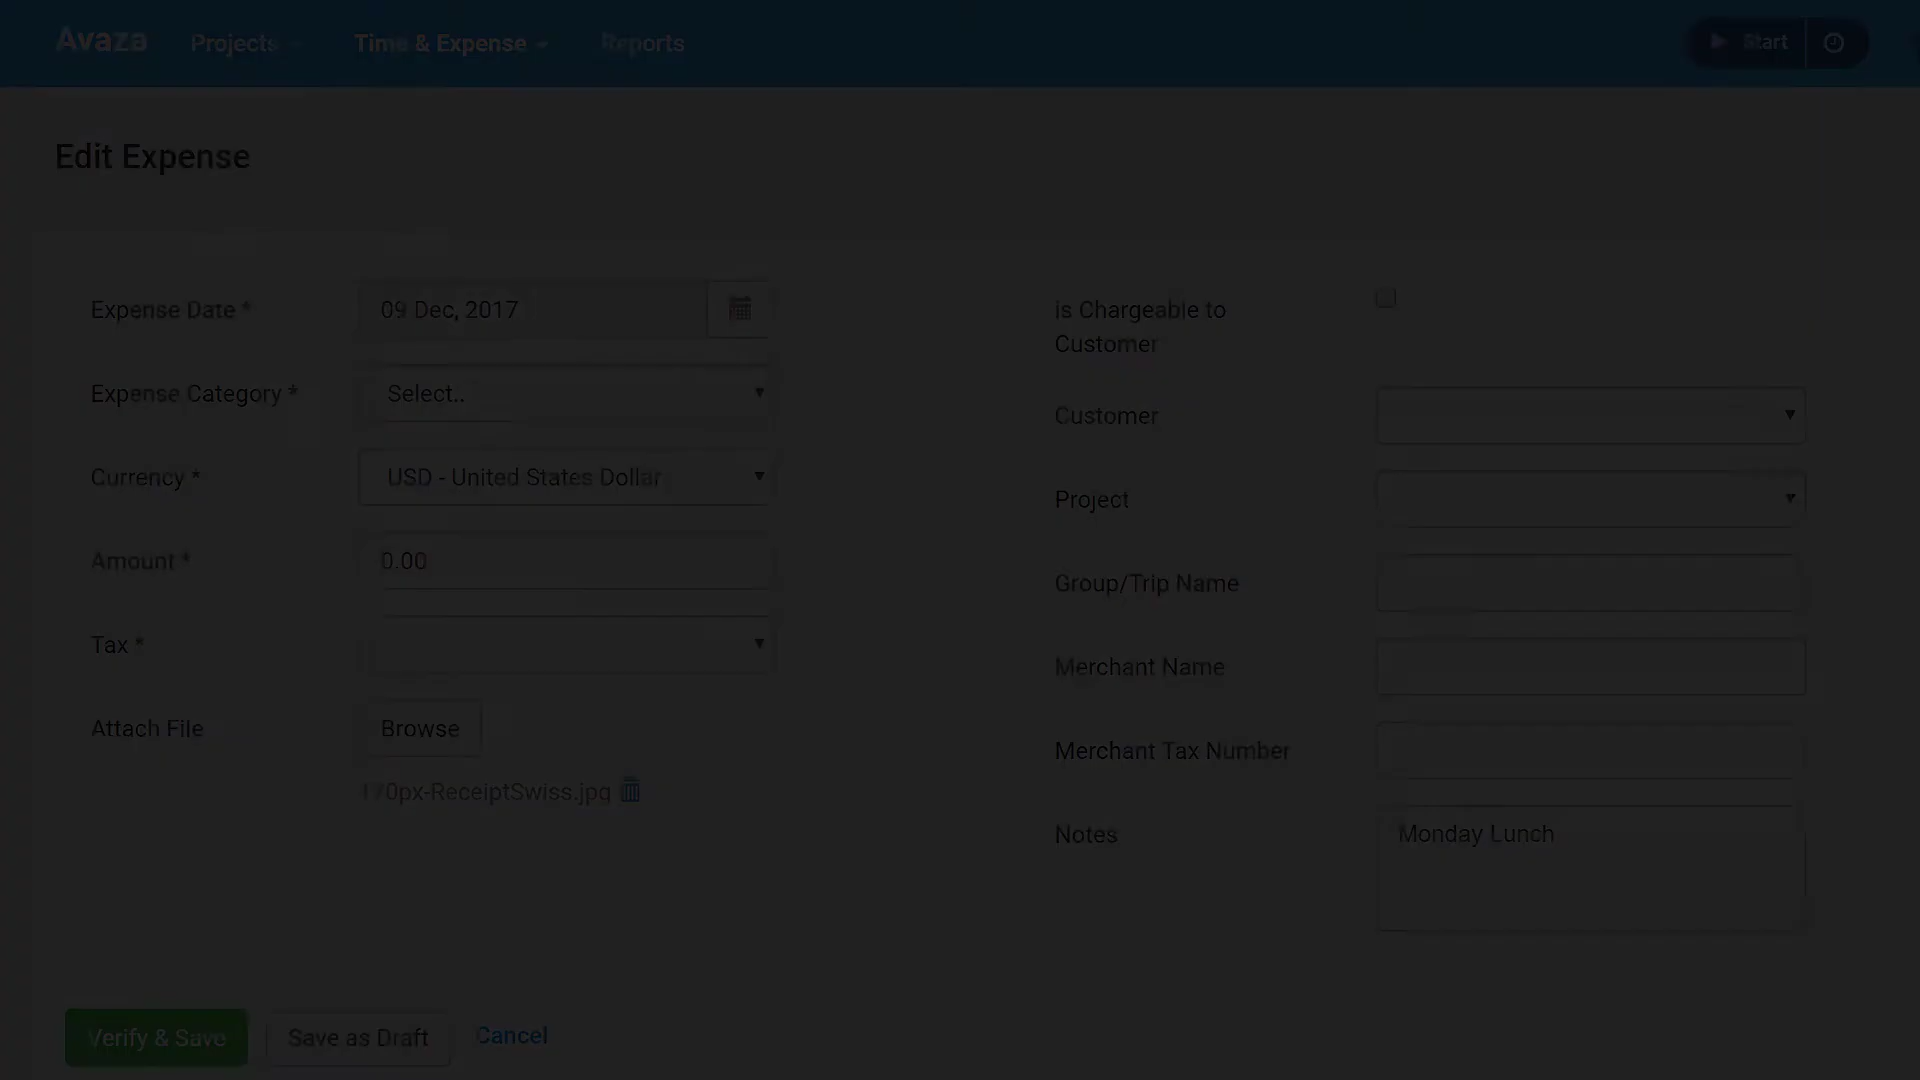 Avaza Projects Time & Expense Reports Start
Edit Expense
Expense Date * 09 Dec, 2017
Expense Category * Select..
Currency * USD - United States Dollar
Amount * 0.00
Tax *
Attach File Browse
170px-ReceiptSwiss.jpg
is Chargeable to
Customer
Customer
Project
Group/Trip Name
Merchant Name
Merchant Tax Number
Notes Monday Lunch
Verify & Save Save as Draft Cancel